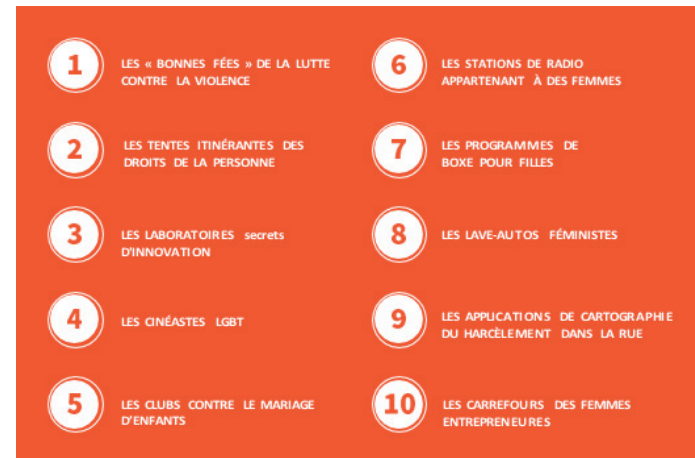 1
LES « BONNES FÉES » DE LA LUTTE
CONTRE LA VIOLENCE
2
LES TENTES ITINÉRANTES DES
DROITS DE LA PERSONNE
3
LES LABORATOIRES secrets
D'INNOVATION
4
LES CINÉASTES LGBT
5
LES CLUBS CONTRE LE MARIAGE
D'ENFANTS
6
LES STATIONS DE RADIO
APPARTENANT À DES FEMMES
7
LES PROGRAMMES DE
BOXE POUR FILLES
8
LES LAVE-AUTOS FÉMINISTES
9
LES APPLICATIONS DE CARTOGRAPHIE
DU HARCÈLEMENT DANS LA RUE
10
LES CARREFOURS DES FEMMES
ENTREPRENEURES